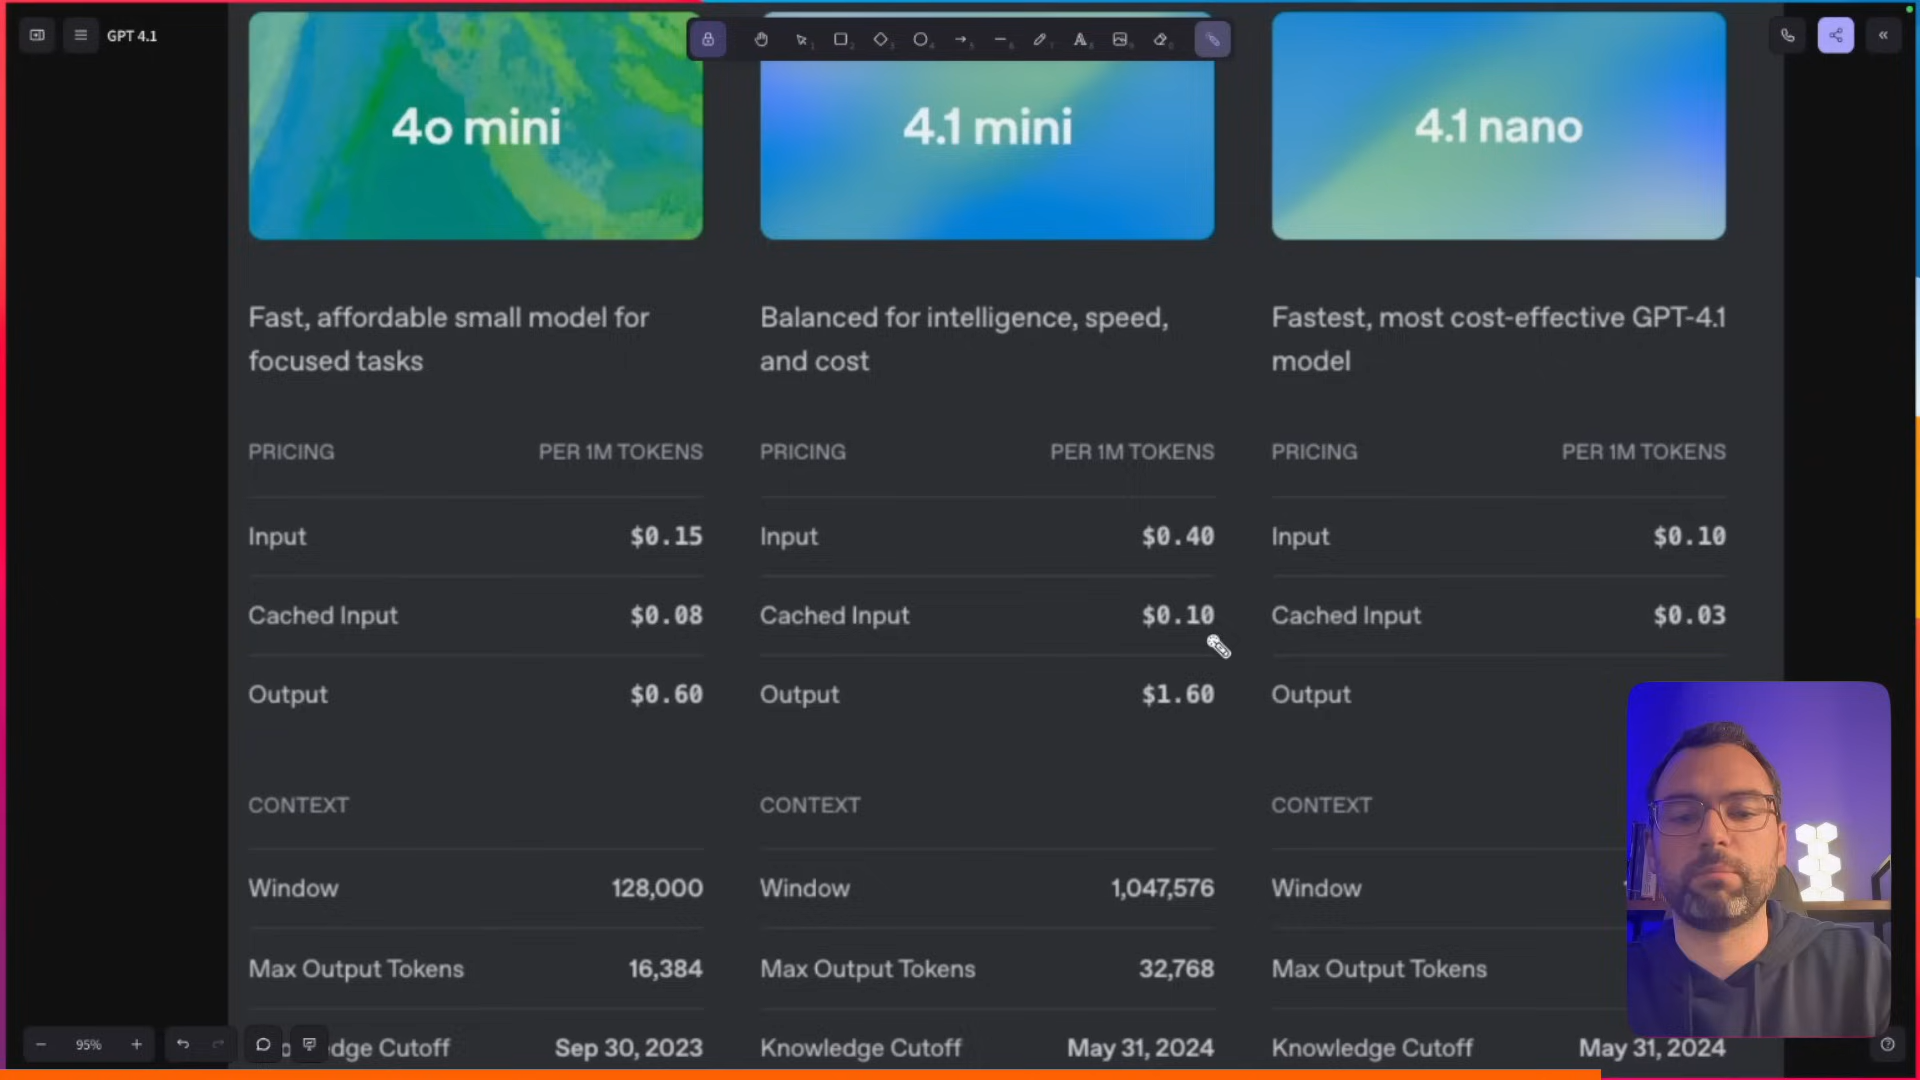 GPT 4.1
4o mini
4.1 mini
4.1 nano
Fast, affordable small model for
focused tasks
Balanced for intelligence, speed,
and cost
Fastest, most cost-effective GPT-4.1
model
PRICING PER 1M TOKENS
PRICING PER 1M TOKENS
PRICING PER 1M TOKENS
Input $0.15
Input $0.40
Input $0.10
Cached Input $0.08
Cached Input $0.10
Cached Input $0.03
Output $0.60
Output $1.60
Output
CONTEXT
CONTEXT
CONTEXT
Window 128,000
Window 1,047,576
Window
Max Output Tokens 16,384
Max Output Tokens 32,768
Max Output Tokens
95%
edge Cutoff Sep 30, 2023
Knowledge Cutoff May 31, 2024
Knowledge Cutoff May 31, 2024